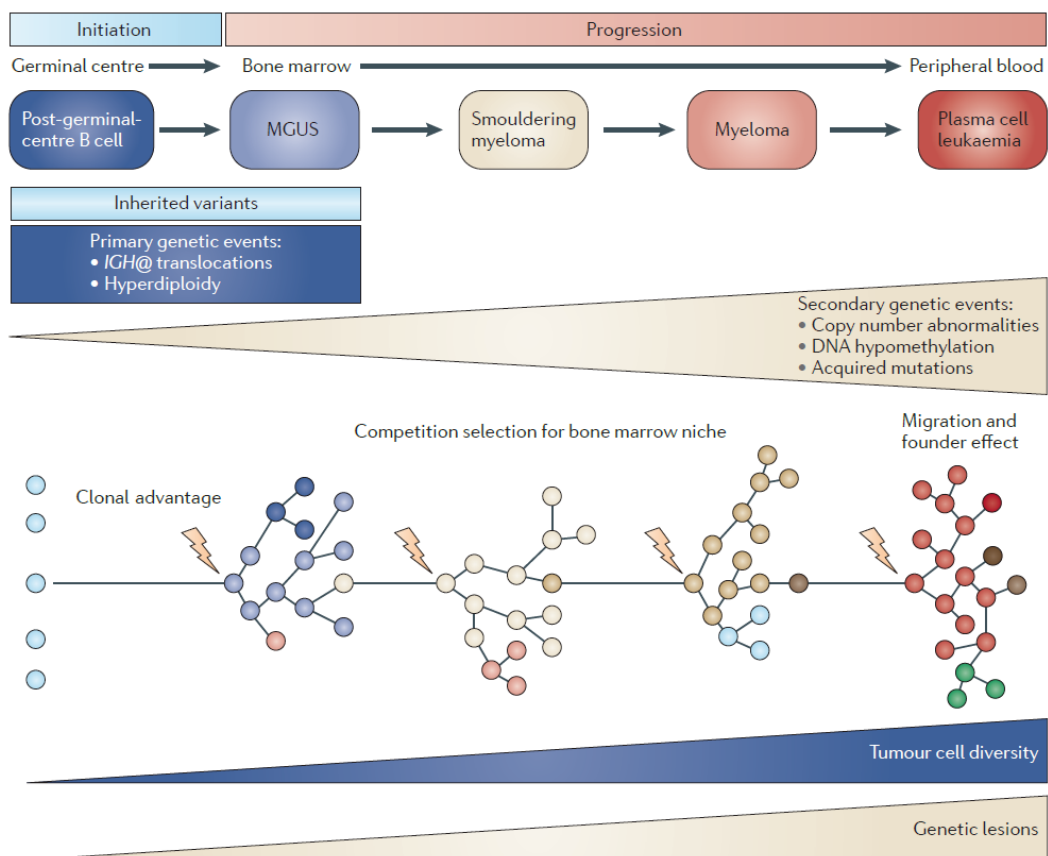 Initiation
Progression
Germinal centre
Bone marrow
Peripheral blood
Post-germinal-
centre B cell
MGUS
Smouldering
myeloma
Myeloma
Plasma cell
leukaemia
Inherited variants
Primary genetic events:
• IGH@ translocations
• Hyperdiploidy
Secondary genetic events:
• Copy number abnormalities
• DNA hypomethylation
• Acquired mutations
Competition selection for bone marrow niche
Migration and
founder effect
Clonal advantage
Tumour cell diversity
Genetic lesions